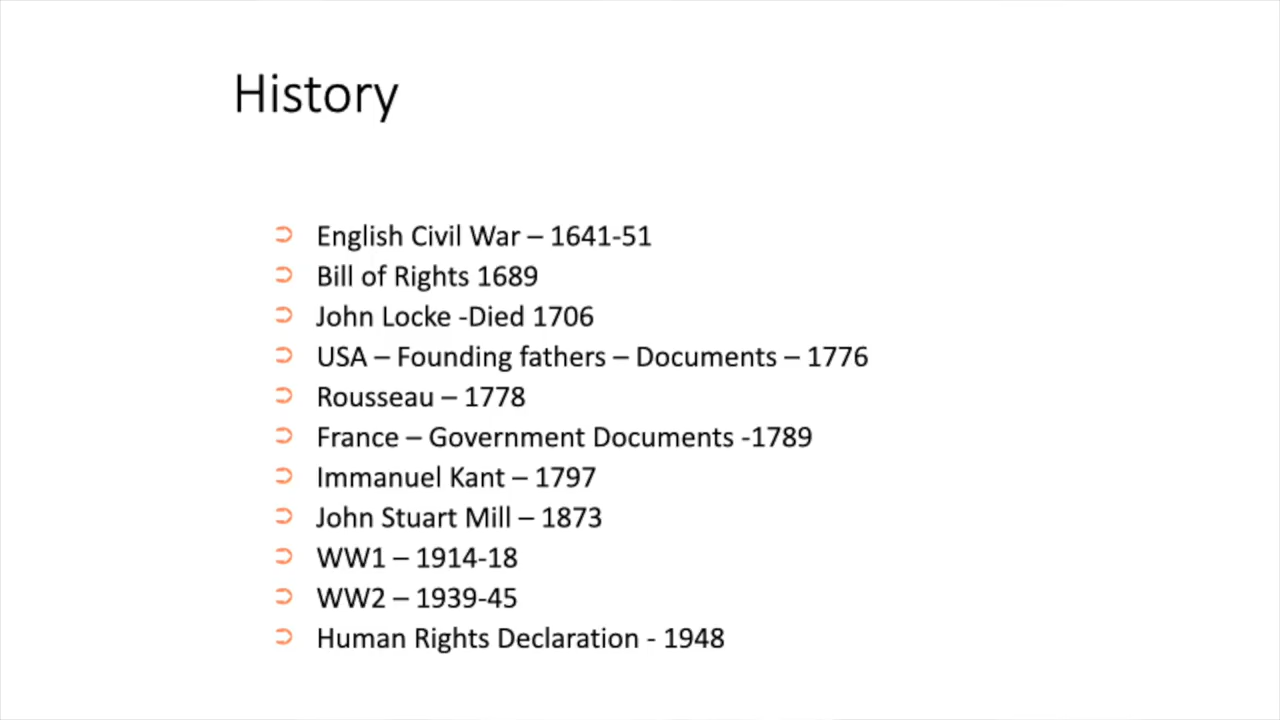 History
➲ English Civil War – 1641-51
➲ Bill of Rights 1689
➲ John Locke -Died 1706
➲ USA – Founding fathers – Documents – 1776
➲ Rousseau – 1778
➲ France – Government Documents -1789
➲ Immanuel Kant – 1797
➲ John Stuart Mill – 1873
➲ WW1 – 1914-18
➲ WW2 – 1939-45
➲ Human Rights Declaration - 1948